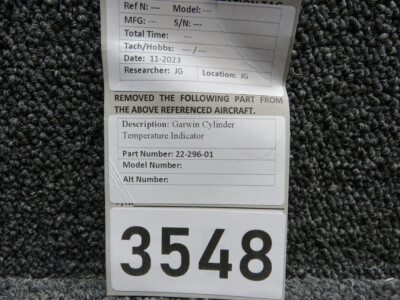 Ref N: --- Model: ---
MFG: --- S/N: ---
Total Time: ---
Tach/Hobbs: --- / ---
Date: 11-2023
Researcher: JG Location: JG
REMOVED THE FOLLOWING PART FROM
THE ABOVE REFERENCED AIRCRAFT.
Description: Garwin Cylinder
Temperature Indicator
Part Number: 22-296-01
Model Number:
Alt Number:
3548